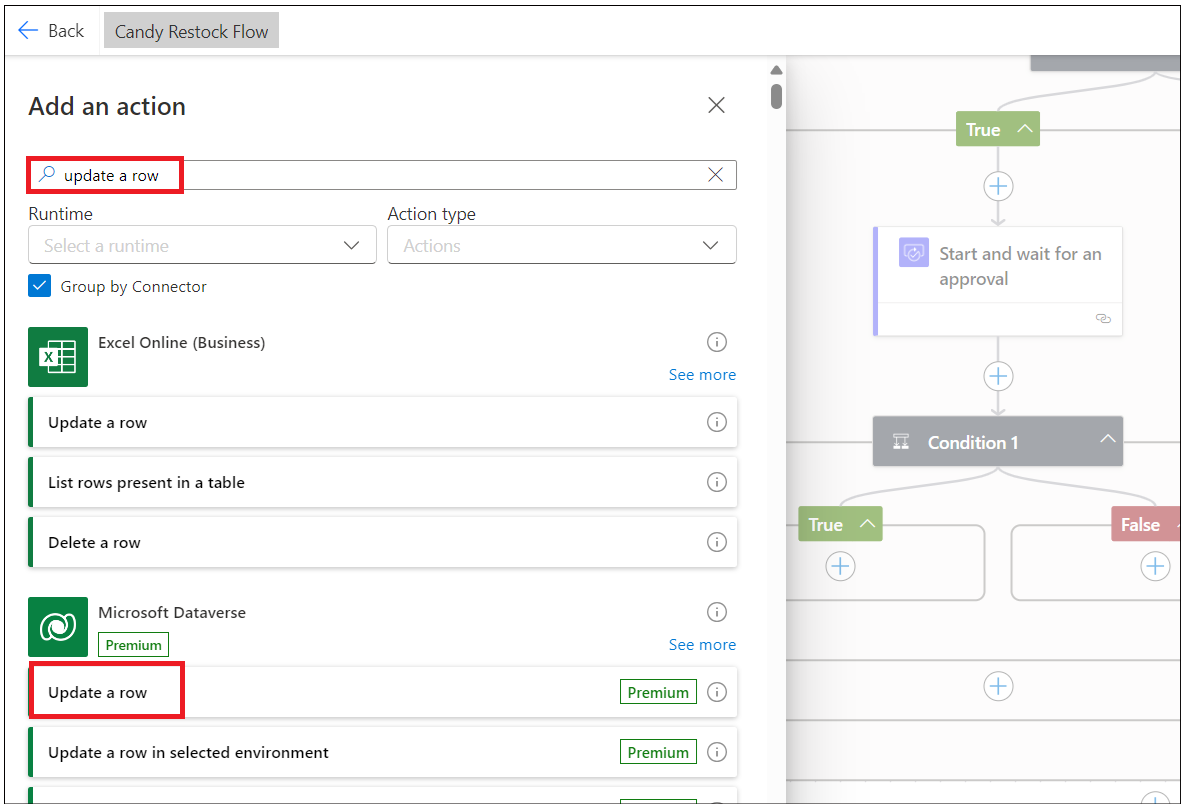 Back
Candy Restock Flow
Add an action
update a row
Runtime
Action type
Select a runtime
Actions
Group by Connector
Excel Online (Business)
See more
Update a row
List rows present in a table
Delete a row
Microsoft Dataverse
Premium
See more
Update a row
Premium
Update a row in selected environment
Premium
True
Start and wait for an
approval
Condition 1
True
False